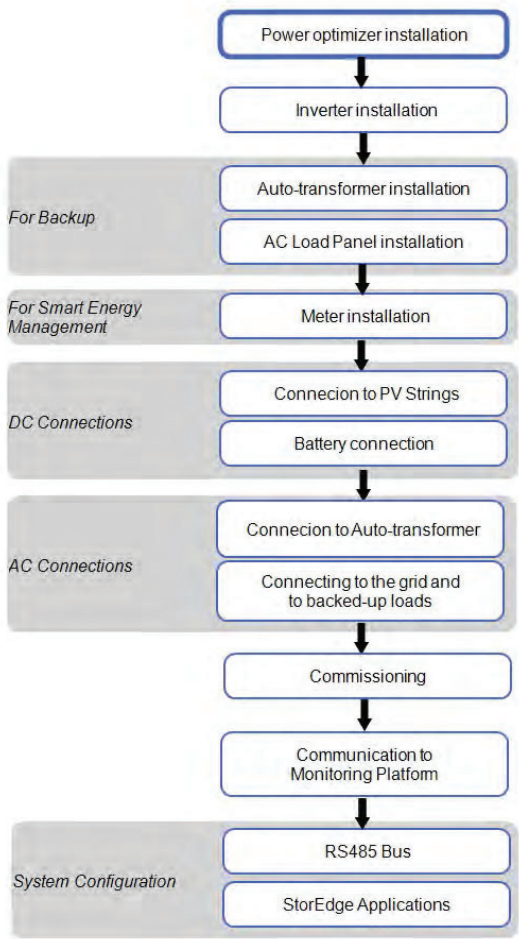 Power optimizer installation
Inverter installation
For Backup
Auto-transformer installation
AC Load Panel installation
For Smart Energy
Management
Meter installation
DC Connections
Connecion to PV Strings
Battery connection
AC Connections
Connecion to Auto-transformer
Connecting to the grid and
to backed-up loads
Commissioning
Communication to
Monitoring Platform
System Configuration
RS485 Bus
StorEdge Applications